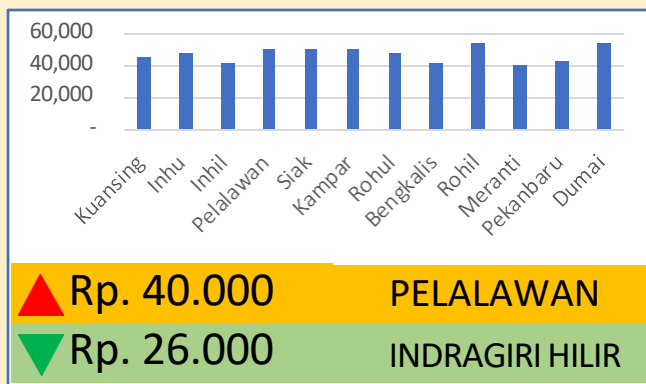 60,000
40,000
20,000
-
Kuansing
Inhu
Inhil
Pelalawan
Siak
Kampar
Rohul
Bengkalis
Rohil
Meranti
Pekanbaru
Dumai
Rp. 40.000 PELALAWAN
Rp. 26.000 INDRAGIRI HILIR